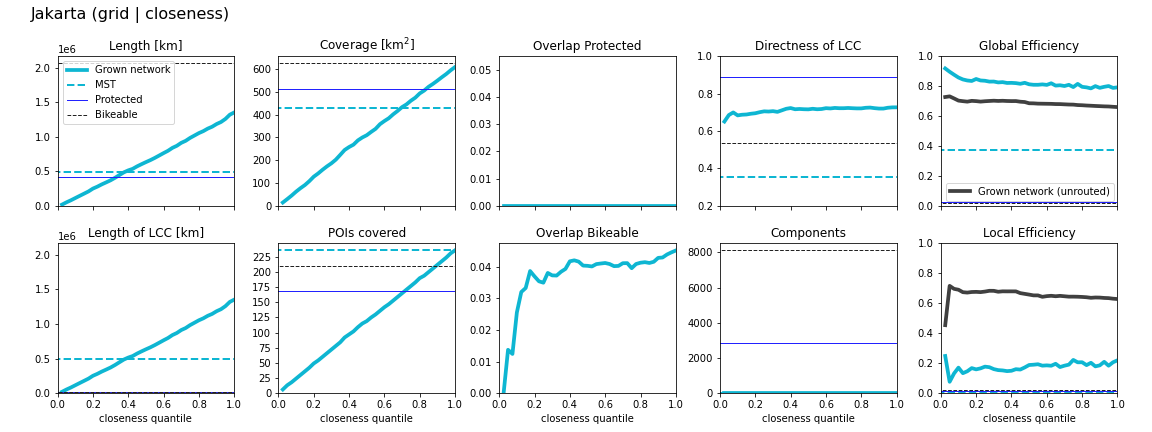 Jakarta (grid | closeness)
Length [km]
1e6
2.0
1.5
1.0
0.5
0.0
Grown network
MST
Protected
Bikeable
Coverage [km²]
600
500
400
300
200
100
0
Overlap Protected
0.05
0.04
0.03
0.02
0.01
0.00
Directness of LCC
1.0
0.8
0.6
0.4
0.2
Global Efficiency
1.0
0.8
0.6
0.4
0.2
0.0
Grown network (unrouted)
Length of LCC [km]
1e6
2.0
1.5
1.0
0.5
0.0
0.0 0.2 0.4 0.6 0.8 1.0
closeness quantile
POIs covered
225
200
175
150
125
100
75
50
25
0
0.0 0.2 0.4 0.6 0.8 1.0
closeness quantile
Overlap Bikeable
0.04
0.03
0.02
0.01
0.00
0.0 0.2 0.4 0.6 0.8 1.0
closeness quantile
Components
8000
6000
4000
2000
0
0.0 0.2 0.4 0.6 0.8 1.0
closeness quantile
Local Efficiency
1.0
0.8
0.6
0.4
0.2
0.0
0.0 0.2 0.4 0.6 0.8 1.0
closeness quantile